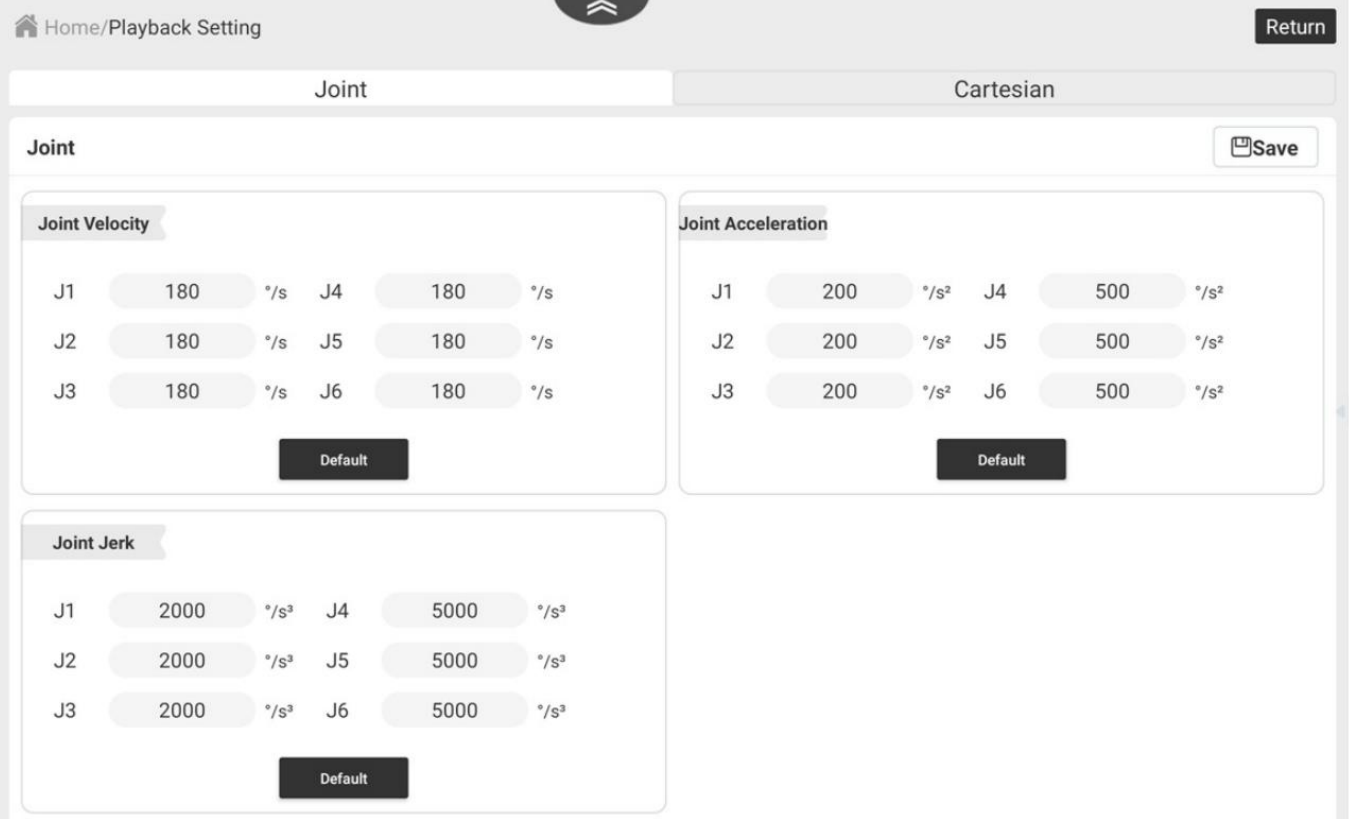 Home/Playback Setting
Return
Joint
Cartesian
Joint
Save
Joint Velocity
J1 180 °/s J4 180 °/s
J2 180 °/s J5 180 °/s
J3 180 °/s J6 180 °/s
Default
Joint Acceleration
J1 200 °/s² J4 500 °/s²
J2 200 °/s² J5 500 °/s²
J3 200 °/s² J6 500 °/s²
Default
Joint Jerk
J1 2000 °/s³ J4 5000 °/s³
J2 2000 °/s³ J5 5000 °/s³
J3 2000 °/s³ J6 5000 °/s³
Default